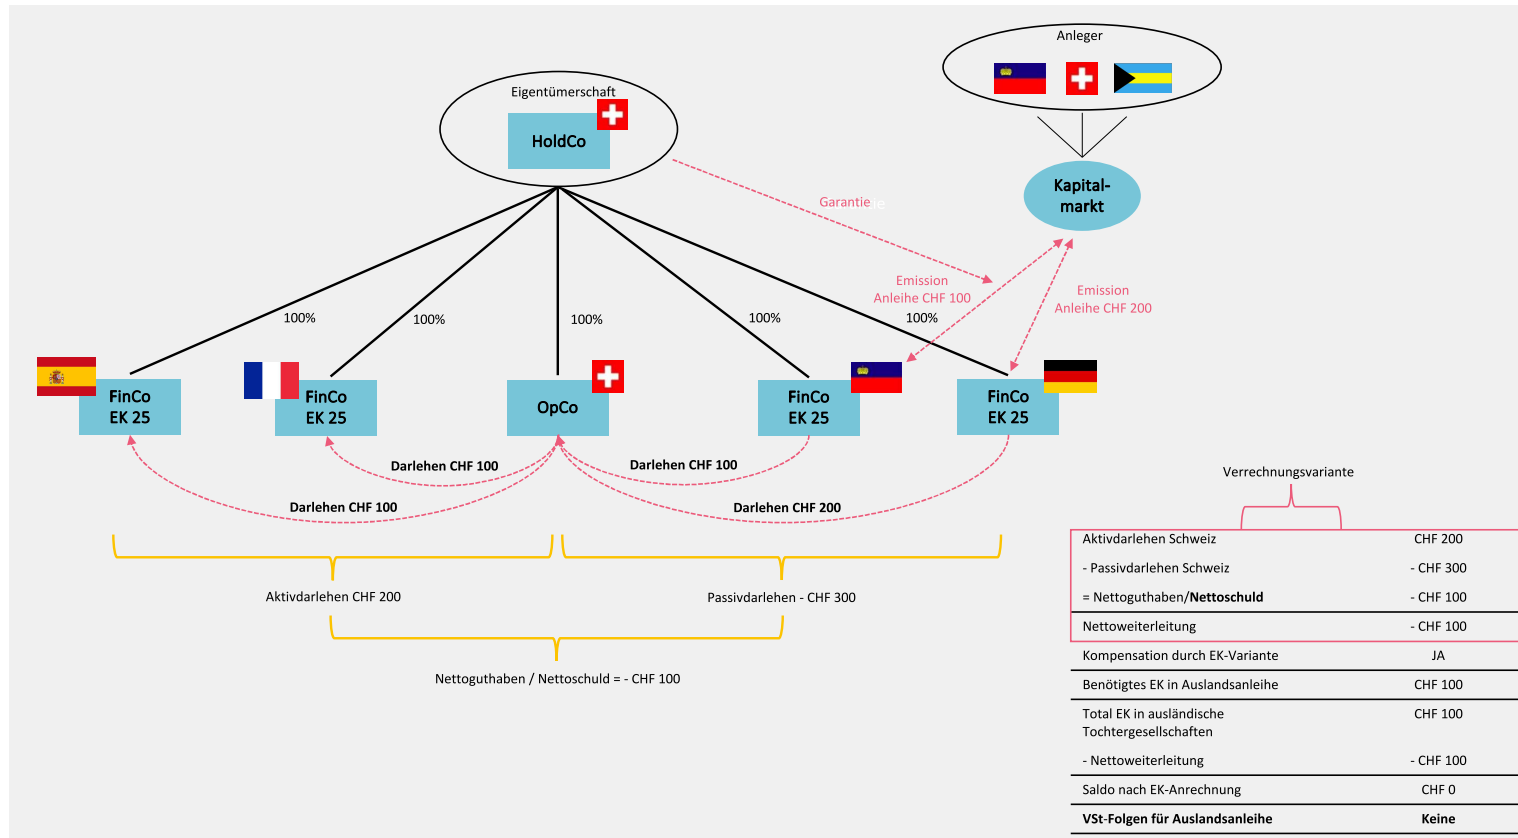 Anleger
Eigentümerschaft
HoldCo
Kapital-
markt
Garantie
Emission
Anleihe CHF 100
Emission
Anleihe CHF 200
100%
100%
100%
100%
100%
FinCo
EK 25
FinCo
EK 25
OpCo
FinCo
EK 25
FinCo
EK 25
Darlehen CHF 100
Darlehen CHF 100
Darlehen CHF 100
Darlehen CHF 200
Aktivdarlehen CHF 200
Passivdarlehen - CHF 300
Nettoguthaben / Nettoschuld = - CHF 100
Verrechnungsvariante
Aktivdarlehen Schweiz CHF 200
- Passivdarlehen Schweiz - CHF 300
= Nettoguthaben/Nettoschuld - CHF 100
Nettoweiterleitung - CHF 100
Kompensation durch EK-Variante JA
Benötigtes EK in Auslandsanleihe CHF 100
Total EK in ausländische CHF 100
Tochtergesellschaften
- Nettoweiterleitung - CHF 100
Saldo nach EK-Anrechnung CHF 0
VSt-Folgen für Auslandsanleihe Keine